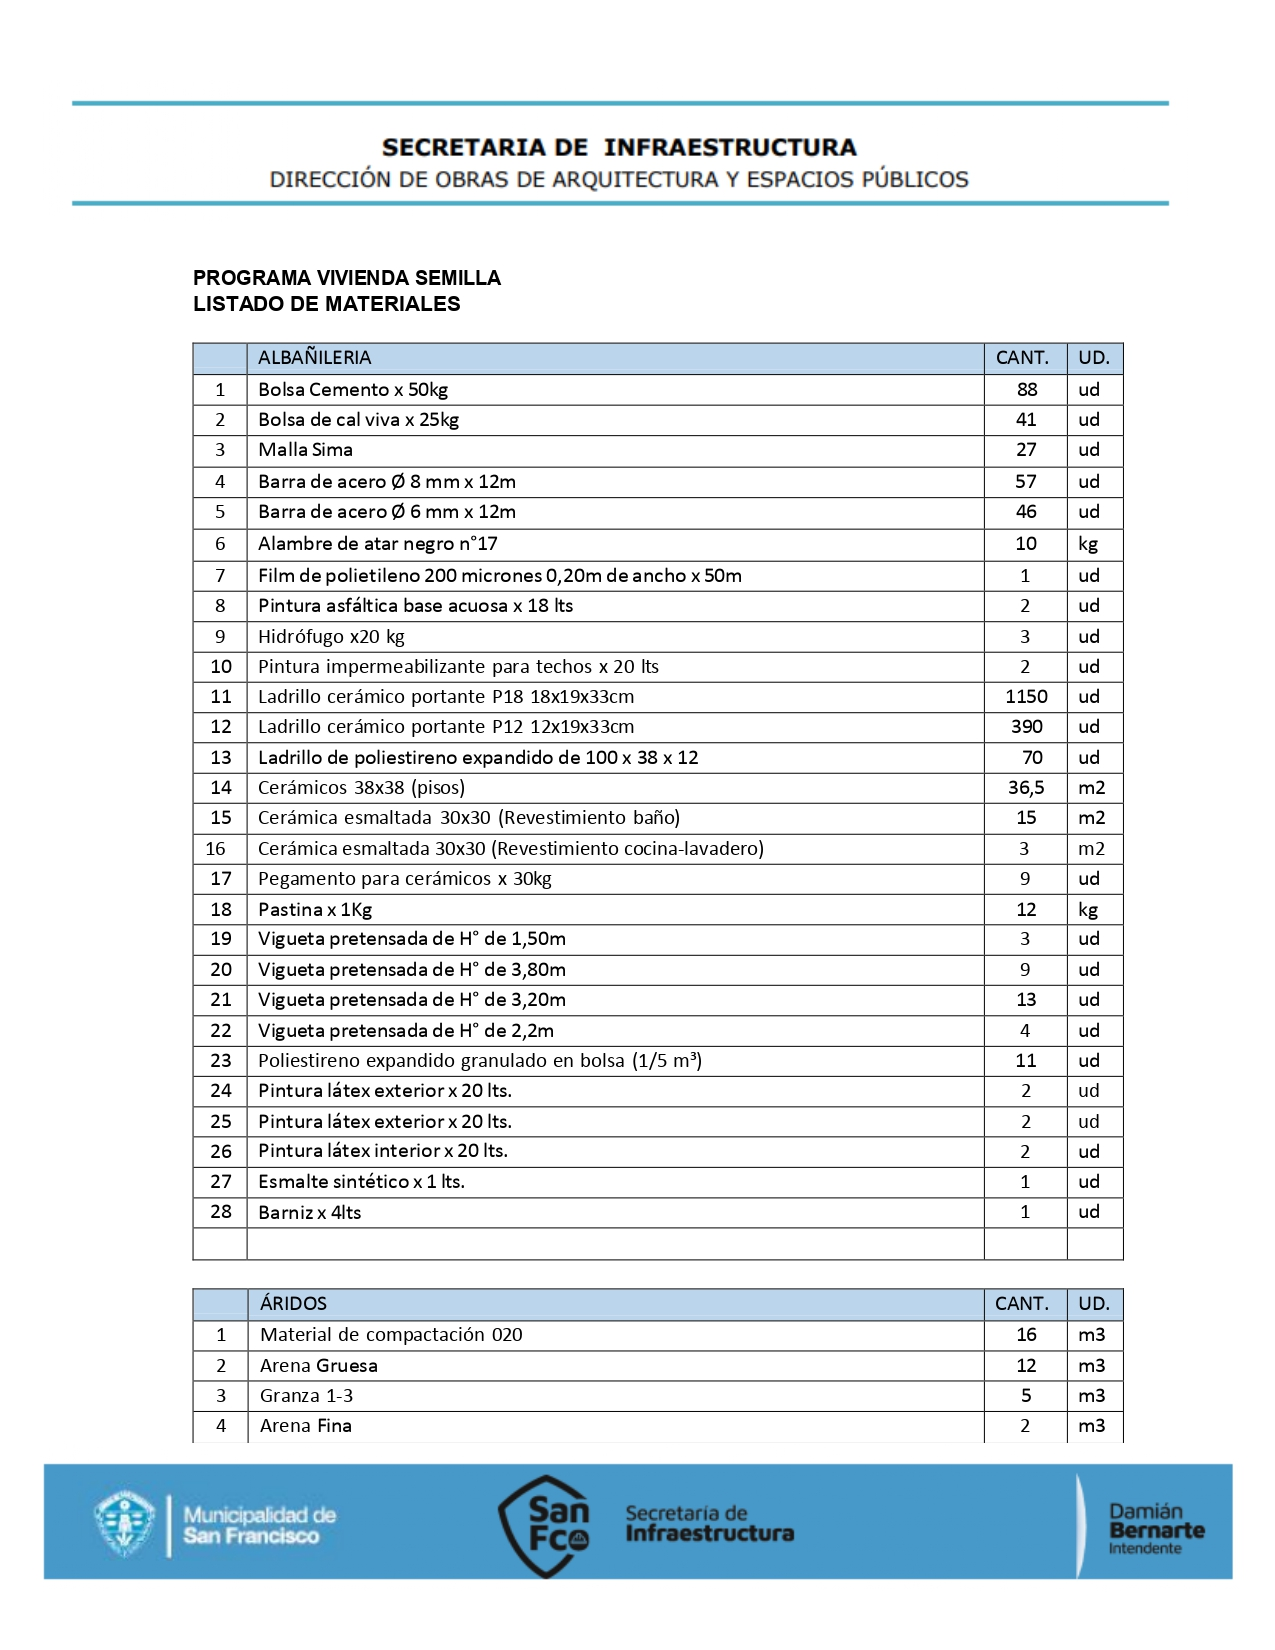 SECRETARIA DE INFRAESTRUCTURA
DIRECCIÓN DE OBRAS DE ARQUITECTURA Y ESPACIOS PÚBLICOS
PROGRAMA VIVIENDA SEMILLA
LISTADO DE MATERIALES
ALBAÑILERIA CANT. UD.
1 Bolsa Cemento x 50kg 88 ud
2 Bolsa de cal viva x 25kg 41 ud
3 Malla Sima 27 ud
4 Barra de acero Ø 8 mm x 12m 57 ud
5 Barra de acero Ø 6 mm x 12m 46 ud
6 Alambre de atar negro n°17 10 kg
7 Film de polietileno 200 micrones 0,20m de ancho x 50m 1 ud
8 Pintura asfáltica base acuosa x 18 lts 2 ud
9 Hidrófugo x20 kg 3 ud
10 Pintura impermeabilizante para techos x 20 lts 2 ud
11 Ladrillo cerámico portante P18 18x19x33cm 1150 ud
12 Ladrillo cerámico portante P12 12x19x33cm 390 ud
13 Ladrillo de poliestireno expandido de 100 x 38 x 12 70 ud
14 Cerámicos 38x38 (pisos) 36,5 m2
15 Cerámica esmaltada 30x30 (Revestimiento baño) 15 m2
16 Cerámica esmaltada 30x30 (Revestimiento cocina-lavadero) 3 m2
17 Pegamento para cerámicos x 30kg 9 ud
18 Pastina x 1Kg 12 kg
19 Vigueta pretensada de H° de 1,50m 3 ud
20 Vigueta pretensada de H° de 3,80m 9 ud
21 Vigueta pretensada de H° de 3,20m 13 ud
22 Vigueta pretensada de H° de 2,2m 4 ud
23 Poliestireno expandido granulado en bolsa (1/5 m³) 11 ud
24 Pintura látex exterior x 20 lts. 2 ud
25 Pintura látex exterior x 20 lts. 2 ud
26 Pintura látex interior x 20 lts. 2 ud
27 Esmalte sintético x 1 lts. 1 ud
28 Barniz x 4lts 1 ud
ÁRIDOS CANT. UD.
1 Material de compactación 020 16 m3
2 Arena Gruesa 12 m3
3 Granza 1-3 5 m3
4 Arena Fina 2 m3
Municipalidad de
San Francisco
San
Fco
Secretaría de
Infraestructura
Damián
Bernarte
Intendente